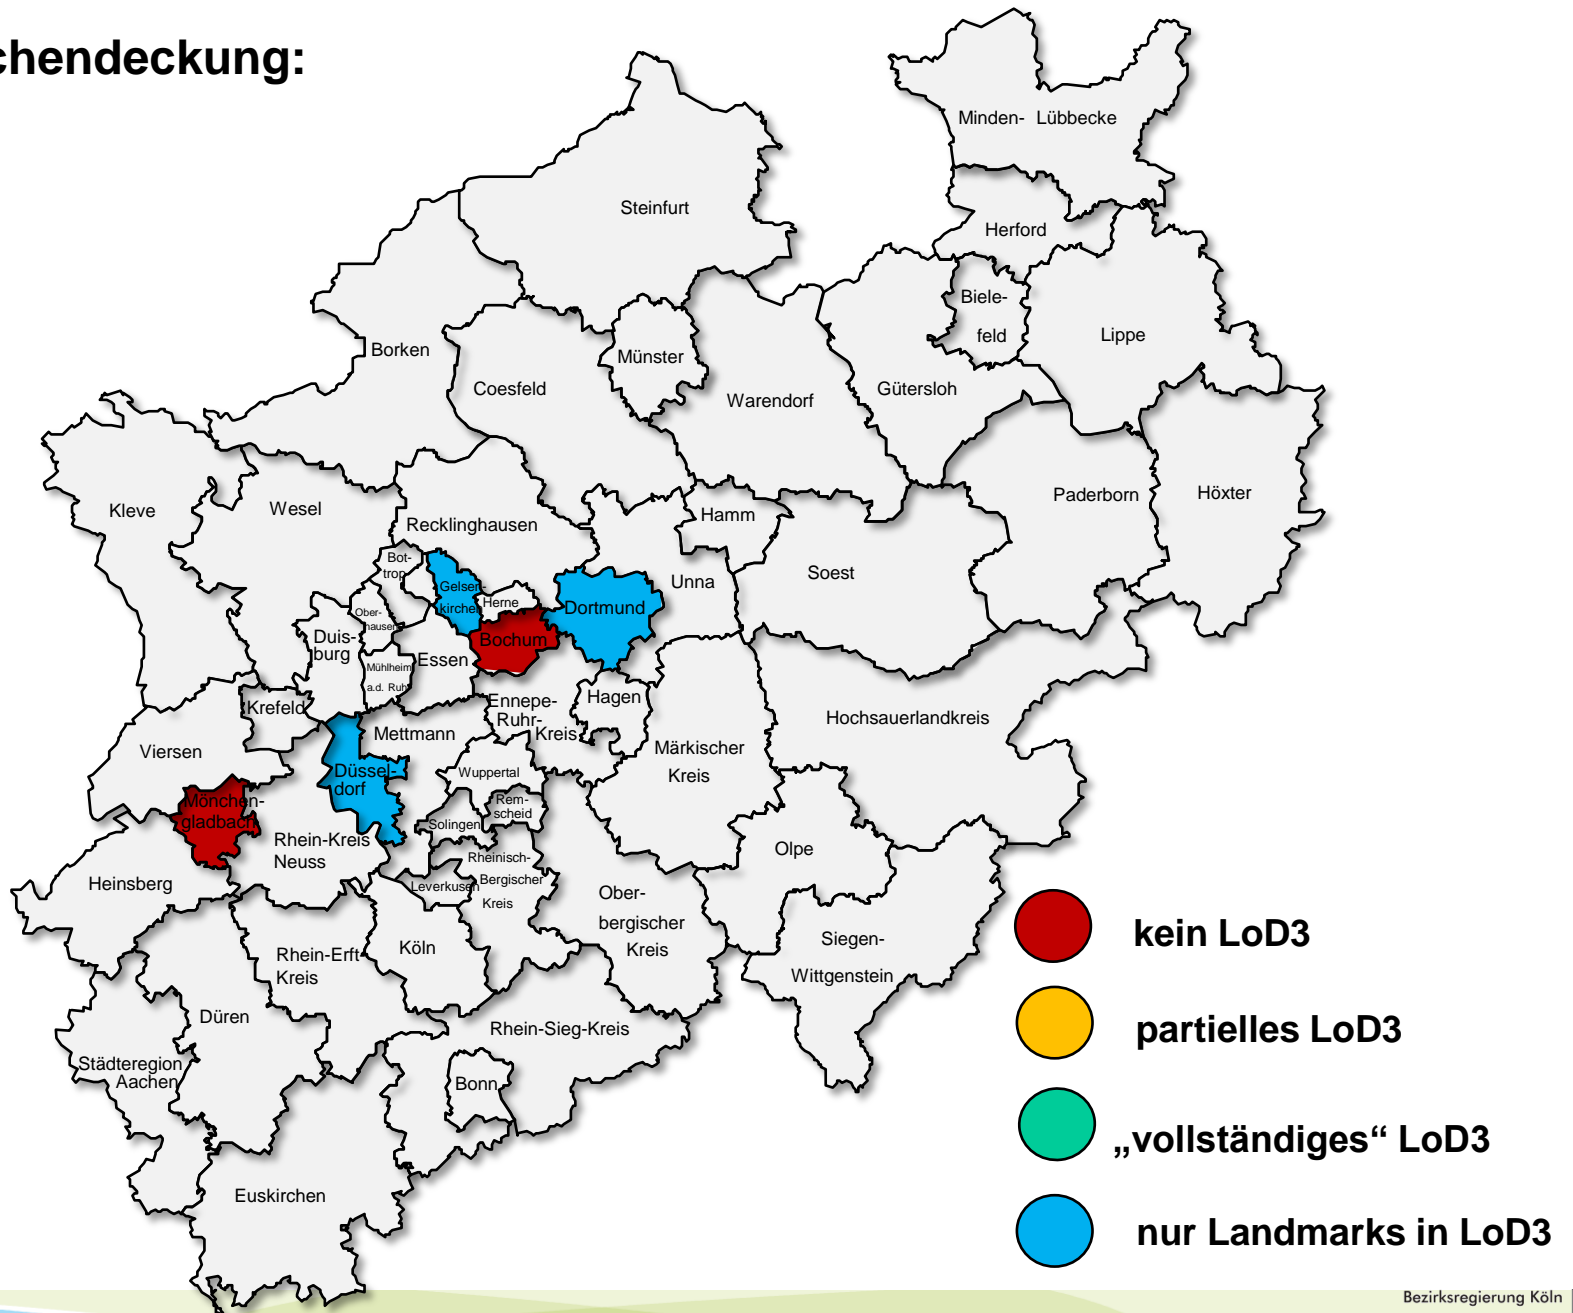 chendeckung:
Minden- Lübbecke
Steinfurt
Herford
Biele-
feld
Lippe
Borken
Münster
Coesfeld
Gütersloh
Warendorf
Kleve
Wesel
Paderborn
Höxter
Recklinghausen
Hamm
Bot-
trop
Gelsen-
kirchen
Herne
Unna
Soest
Dortmund
Ober-
hausen
Duis-
burg
Bochum
Essen
Mühlheim
a.d. Ruhr
Krefeld
Ennepe-
Ruhr-
Kreis
Hagen
Hochsauerlandkreis
Viersen
Mettmann
Märkischer
Kreis
Düssel-
dorf
Wuppertal
Mönchen-
gladbach
Rem-
scheid
Solingen
Rhein-Kreis
Neuss
Olpe
Rheinisch-
Bergischer
Kreis
Heinsberg
Leverkusen
Ober-
bergischer
Kreis
Köln
Rhein-Erft
Kreis
Siegen-
Wittgenstein
Düren
Rhein-Sieg-Kreis
Städteregion
Aachen
Bonn
Euskirchen
kein LoD3
partielles LoD3
„vollständiges“ LoD3
nur Landmarks in LoD3
Bezirksregierung Köln |